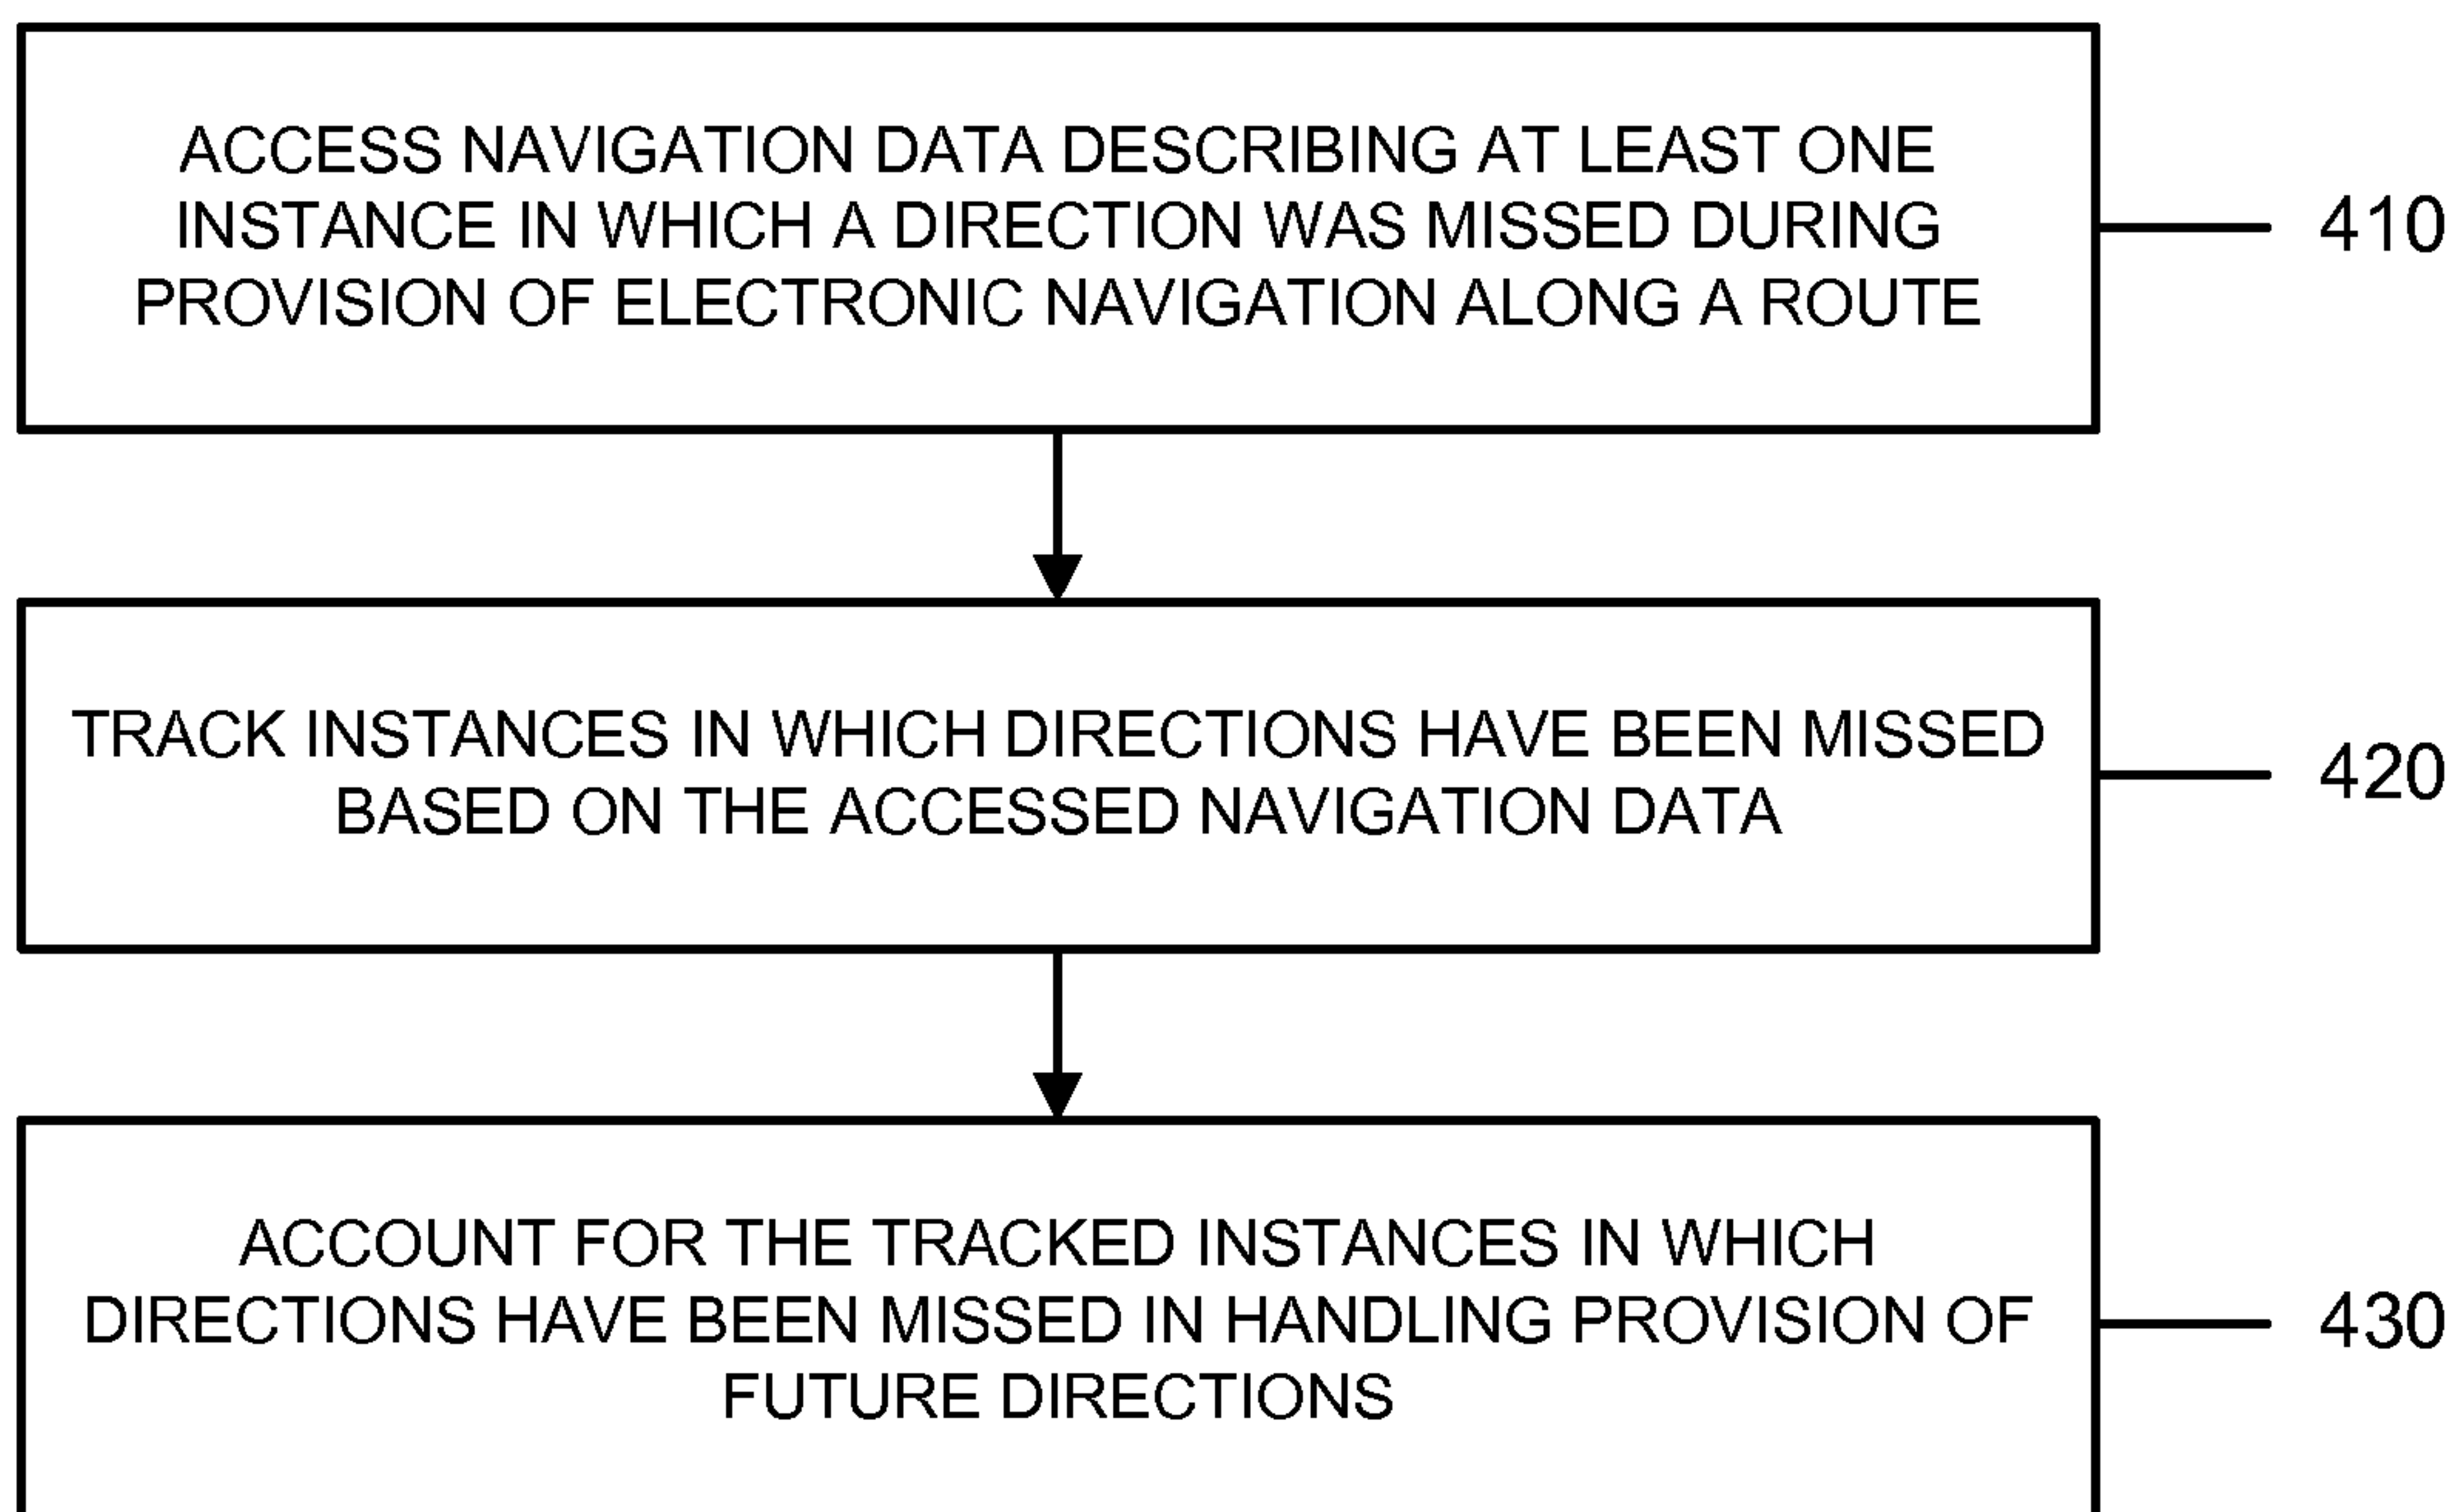 ACCESS NAVIGATION DATA DESCRIBING AT LEAST ONE
INSTANCE IN WHICH A DIRECTION WAS MISSED DURING
PROVISION OF ELECTRONIC NAVIGATION ALONG A ROUTE
410
TRACK INSTANCES IN WHICH DIRECTIONS HAVE BEEN MISSED
BASED ON THE ACCESSED NAVIGATION DATA
420
ACCOUNT FOR THE TRACKED INSTANCES IN WHICH
DIRECTIONS HAVE BEEN MISSED IN HANDLING PROVISION OF
FUTURE DIRECTIONS
430